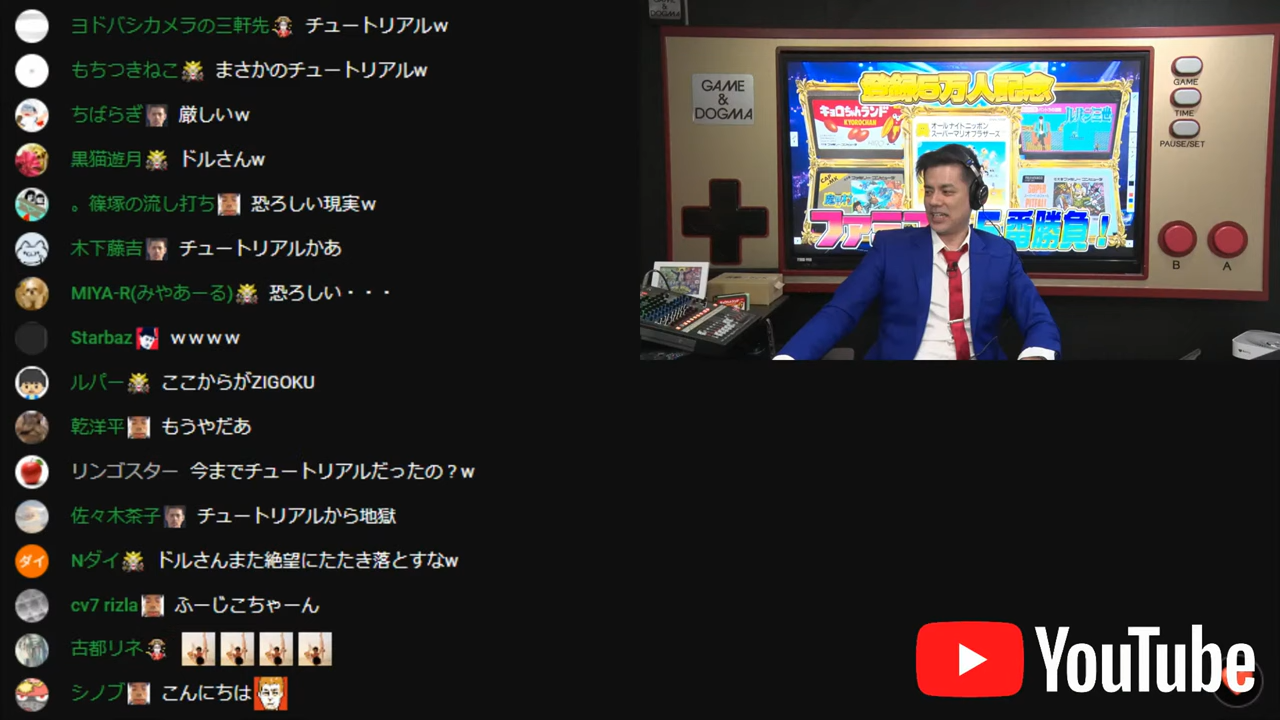 ヨドバシカメラの三軒先 チュートリアルw
もちつきねこ まさかのチュートリアルw
ちばらぎ 厳しいw
黒猫遊月 ドルさんw
。篠塚の流し打ち 恐ろしい現実w
木下藤吉 チュートリアルかあ
MIYA-R(みやあーる) 恐ろしい・・・
Starbaz wwww
ルパー ここからがZIGOKU
乾洋平 もうやだあ
リンゴスター 今までチュートリアルだったの？w
佐々木茶子 チュートリアルから地獄
ダイ Nダイ ドルさんまた絶望にたたき落とすなw
cv7 rizla ふーじこちゃーん
古都リネ
シノブ こんにちは
GAME
&
DOGMA
登録5万人記念
キョロちゃんランド
KYOROCHAN
オールナイトニッポン
スーパーマリオブラザーズ
ルパン三世
5番勝負!!
GAME
TIME
PAUSE/SET
B A
YouTube